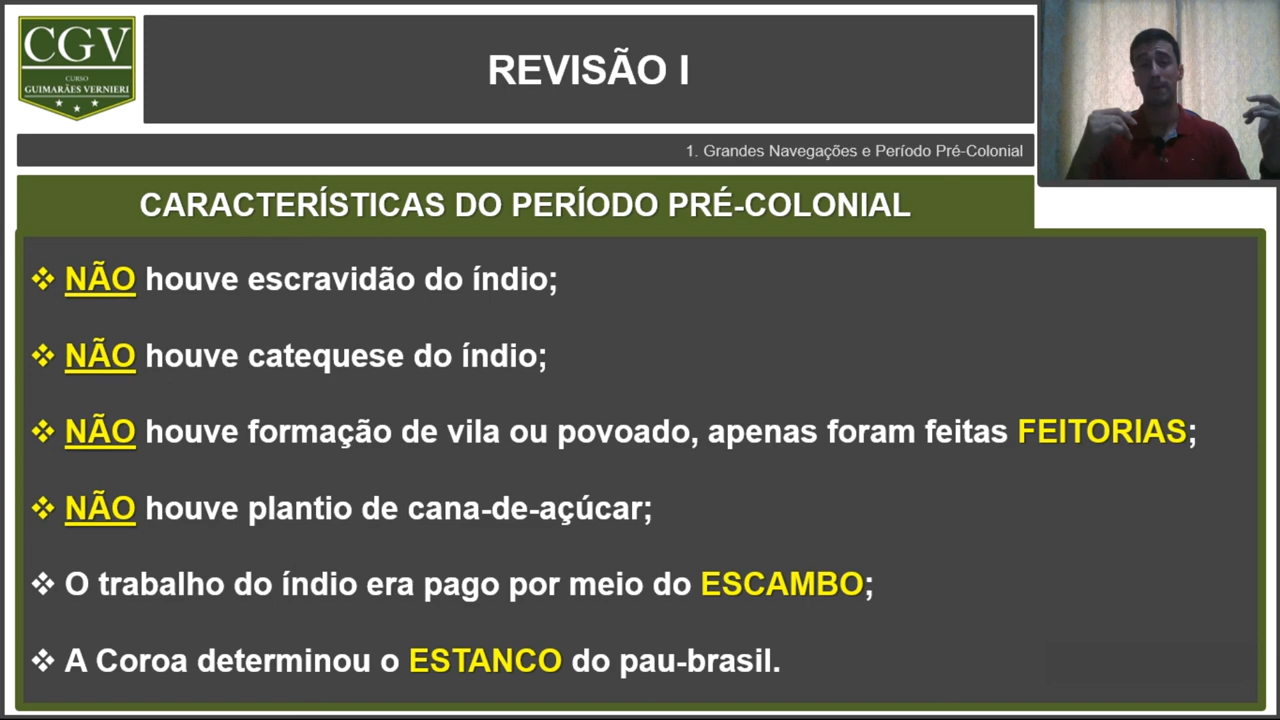 CGV
CURSO
GUIMARÃES VERNIERI
REVISÃO I
1. Grandes Navegações e Período Pré-Colonial
CARACTERÍSTICAS DO PERÍODO PRÉ-COLONIAL
NÃO houve escravidão do índio;
NÃO houve catequese do índio;
NÃO houve formação de vila ou povoado, apenas foram feitas FEITORIAS;
NÃO houve plantio de cana-de-açúcar;
O trabalho do índio era pago por meio do ESCAMBO;
A Coroa determinou o ESTANCO do pau-brasil.